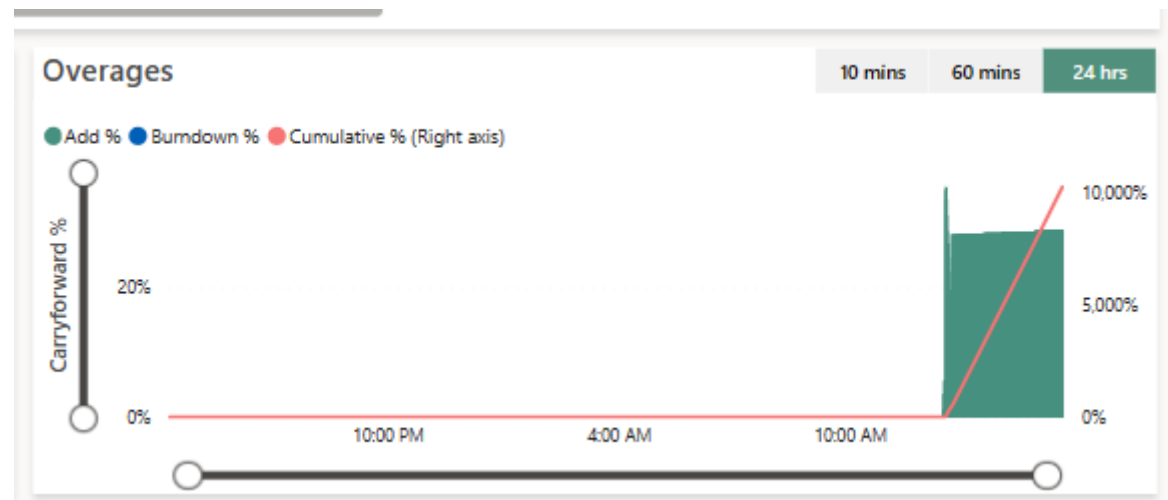 Overages
10 mins 60 mins 24 hrs
Add % Burndown % Cumulative % (Right axis)
Carryforward %
20%
0%
10,000%
5,000%
0%
10:00 PM 4:00 AM 10:00 AM